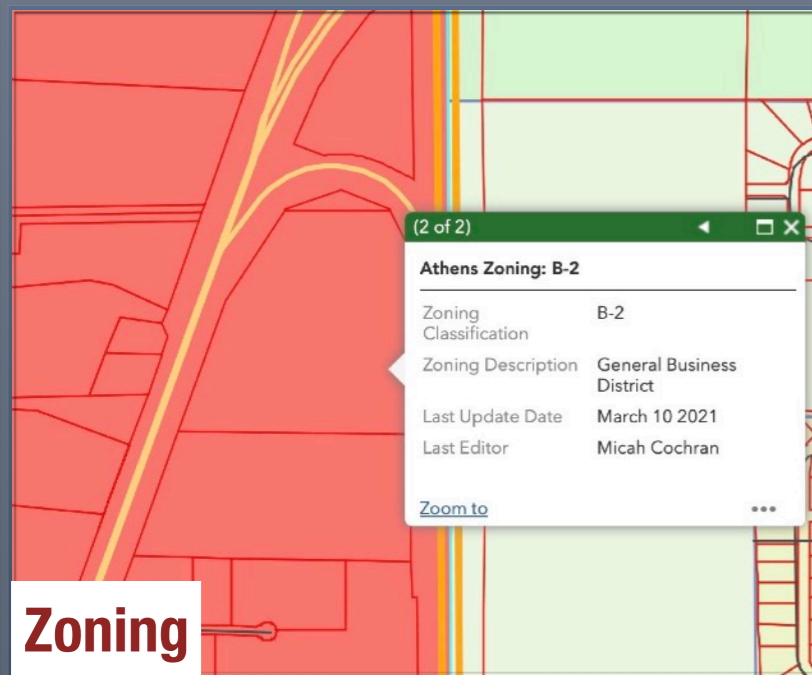 (2 of 2)
Athens Zoning: B-2
Zoning Classification B-2
Zoning Description General Business District
Last Update Date March 10 2021
Last Editor Micah Cochran
Zoom to
Zoning